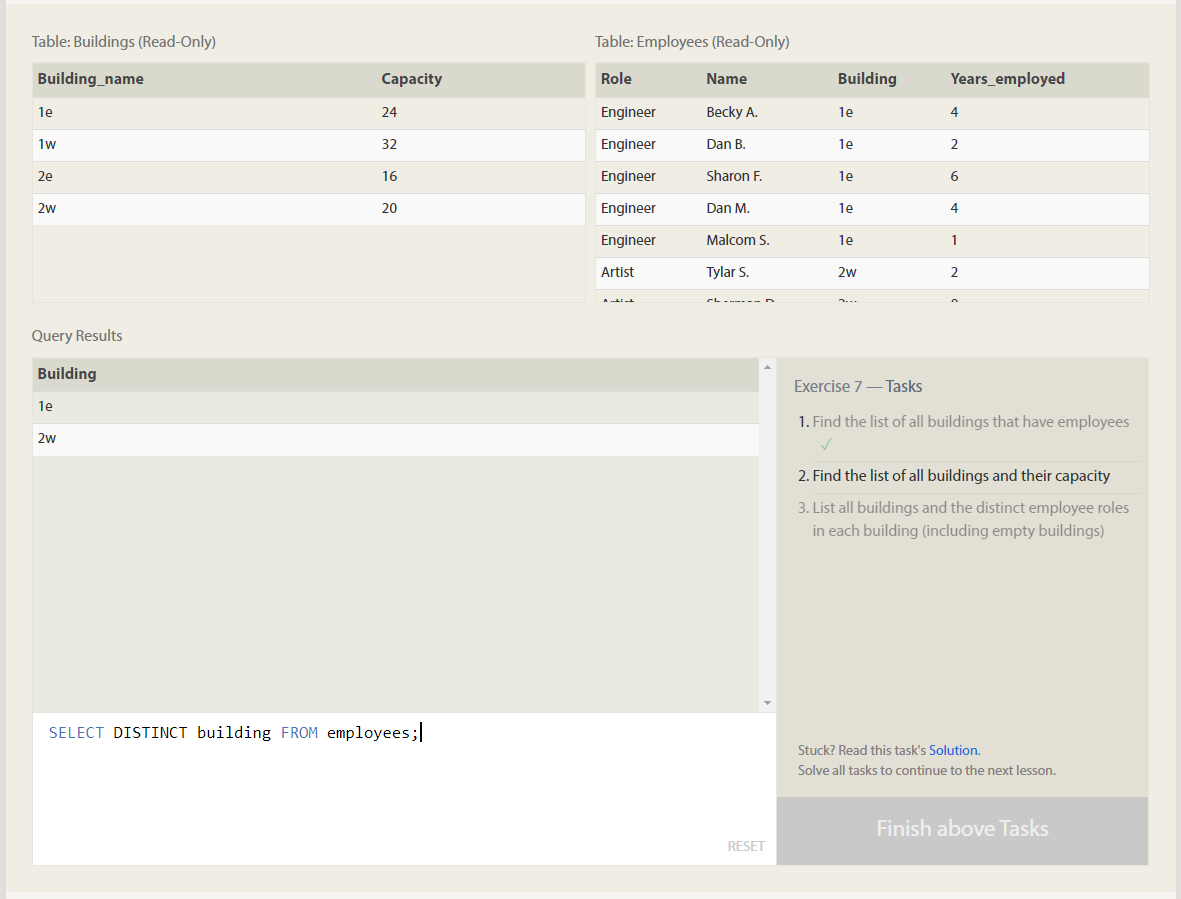 Table: Buildings (Read-Only)
Building_name Capacity
1e 24
1w 32
2e 16
2w 20
Table: Employees (Read-Only)
Role Name Building Years_employed
Engineer Becky A. 1e 4
Engineer Dan B. 1e 2
Engineer Sharon F. 1e 6
Engineer Dan M. 1e 4
Engineer Malcom S. 1e 1
Artist Tylar S. 2w 2
Query Results
Building
1e
2w
SELECT DISTINCT building FROM employees;
RESET
Exercise 7 — Tasks
1. Find the list of all buildings that have employees
✓
2. Find the list of all buildings and their capacity
3. List all buildings and the distinct employee roles
in each building (including empty buildings)
Stuck? Read this task's Solution.
Solve all tasks to continue to the next lesson.
Finish above Tasks